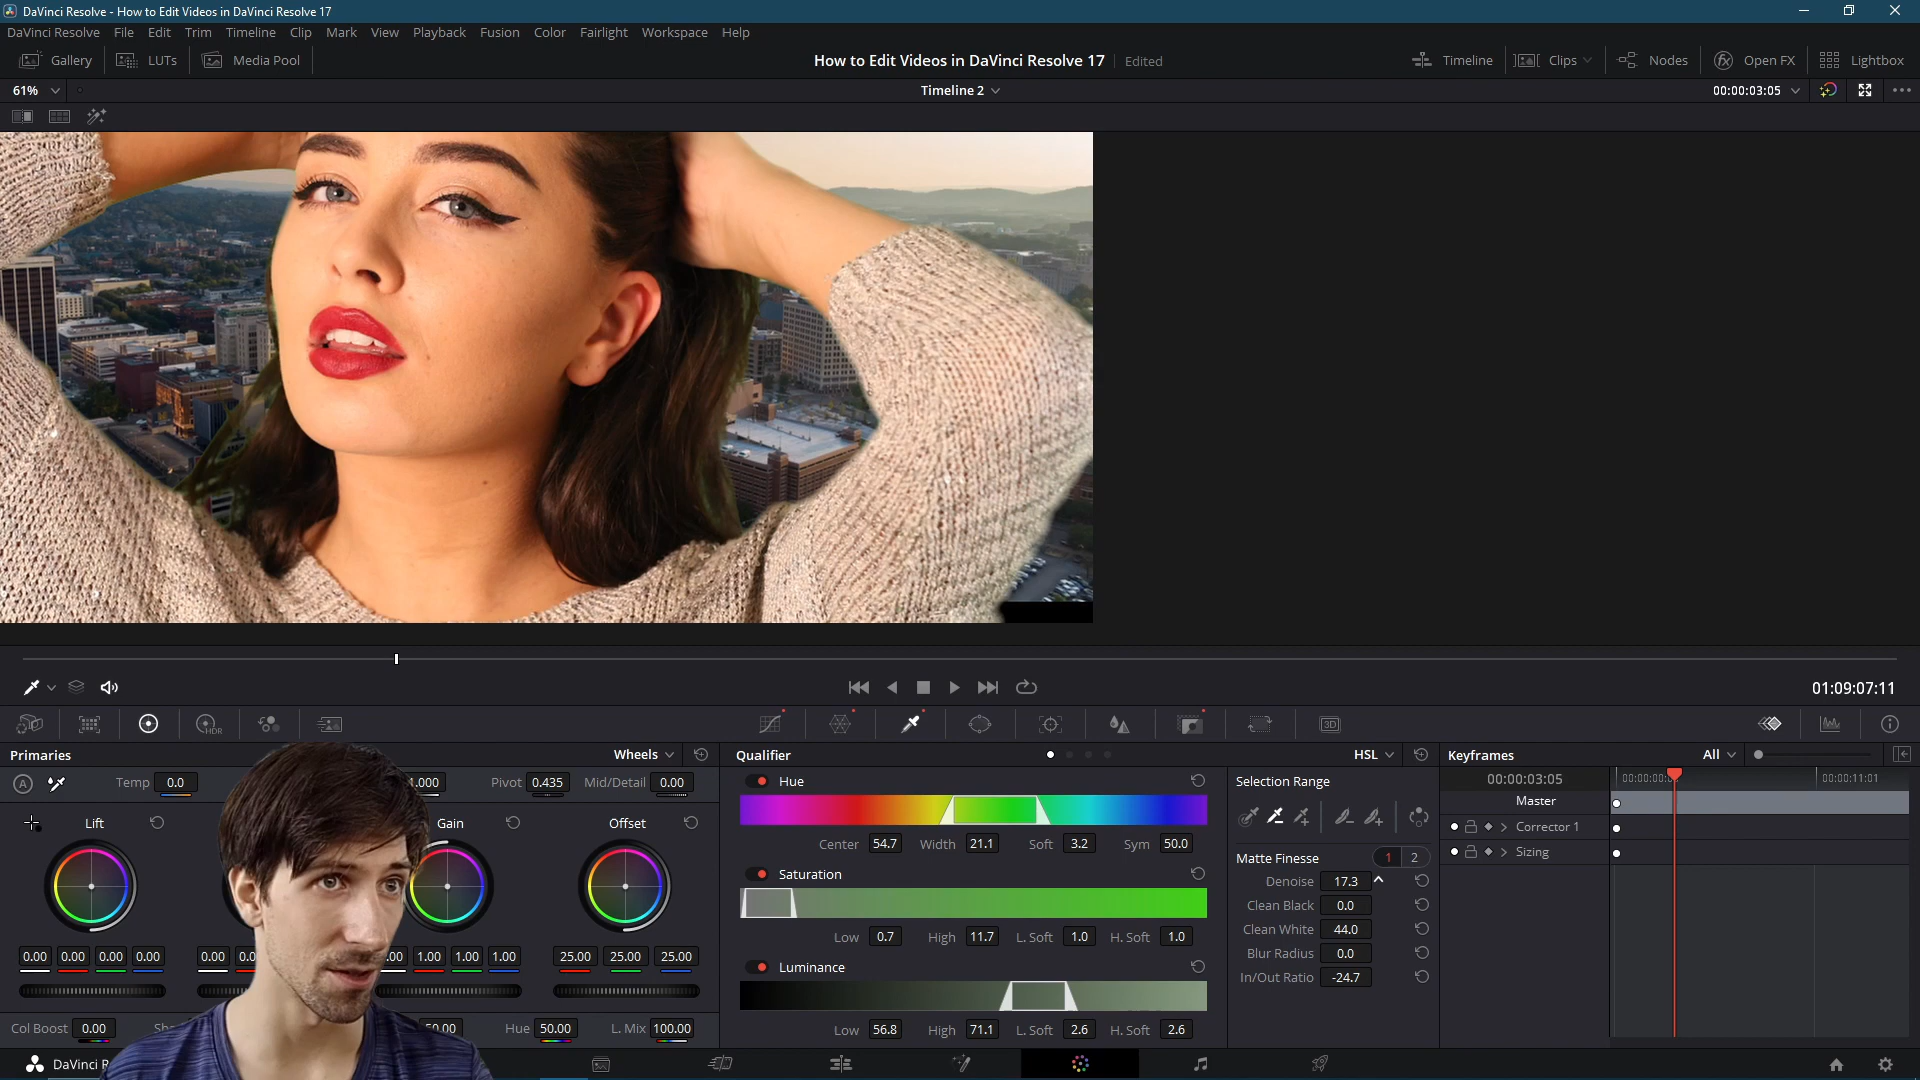 DaVinci Resolve - How to Edit Videos in DaVinci Resolve 17
DaVinci Resolve File Edit Trim Timeline Clip Mark View Playback Fusion Color Fairlight Workspace Help
Gallery LUTs Media Pool How to Edit Videos in DaVinci Resolve 17 Edited Timeline Clips Nodes Open FX Lightbox
61% Timeline 2 00:00:03:05
01:09:07:11
HDR 3D
Primaries Wheels Qualifier HSL Keyframes All
A Temp 0.0 Pivot 0.435 Mid/Detail 0.00 Hue Selection Range 00:00:03:05 00:00:11:01
Master
Lift Gain Offset
Center 54.7 Width 21.1 Soft 3.2 Sym 50.0
Corrector 1
Matte Finesse 1 2 Sizing
Saturation
Denoise 17.3
Clean Black 0.0
Clean White 44.0
Low 0.7 High 11.7 L. Soft 1.0 H. Soft 1.0
0.00 0.00 0.00 0.00 0.00 1.00 1.00 1.00 25.00 25.00 25.00
Blur Radius 0.0
Luminance
In/Out Ratio -24.7
Col Boost 0.00 Hue 50.00 L. Mix 100.00
Low 56.8 High 71.1 L. Soft 2.6 H. Soft 2.6